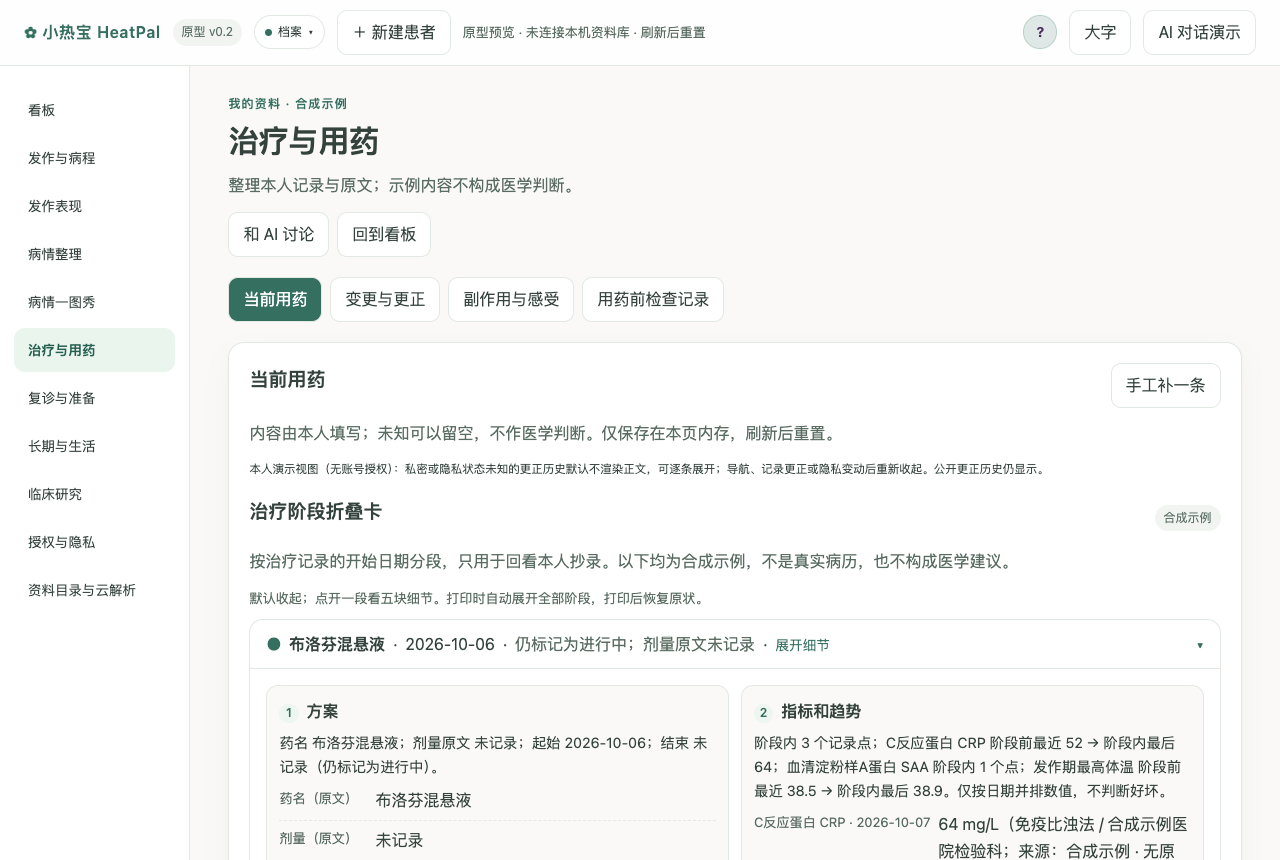 ✿ 小热宝 HeatPal
原型 v0.2
档案 ▾
＋ 新建患者
原型预览 · 未连接本机资料库 · 刷新后重置
?
大字
AI 对话演示
看板
发作与病程
发作表现
病情整理
病情一图秀
治疗与用药
复诊与准备
长期与生活
临床研究
授权与隐私
资料目录与云解析
我的资料 · 合成示例
治疗与用药
整理本人记录与原文；示例内容不构成医学判断。
和 AI 讨论
回到看板
当前用药
变更与更正
副作用与感受
用药前检查记录
当前用药
手工补一条
内容由本人填写；未知可以留空，不作医学判断。仅保存在本页内存，刷新后重置。
本人演示视图（无账号授权）：私密或隐私状态未知的更正历史默认不渲染正文，可逐条展开；导航、记录更正或隐私变动后重新收起。公开更正历史仍显示。
治疗阶段折叠卡
合成示例
按治疗记录的开始日期分段，只用于回看本人抄录。以下均为合成示例，不是真实病历，也不构成医学建议。
默认收起；点开一段看五块细节。打印时自动展开全部阶段，打印后恢复原状。
布洛芬混悬液 · 2026-10-06 · 仍标记为进行中；剂量原文未记录 · 展开细节 ▾
1 方案
药名 布洛芬混悬液；剂量原文 未记录；起始 2026-10-06；结束 未
记录（仍标记为进行中）。
药名（原文） 布洛芬混悬液
剂量（原文） 未记录
2 指标和趋势
阶段内 3 个记录点；C反应蛋白 CRP 阶段前最近 52 → 阶段内最后
64；血清淀粉样A蛋白 SAA 阶段内 1 个点；发作期最高体温 阶段前
最近 38.5 → 阶段内最后 38.9。仅按日期并排数值，不判断好坏。
C反应蛋白 CRP · 2026-10-07 64 mg/L（免疫比浊法 / 合成示例医
院检验科；来源：合成示例 · 无原